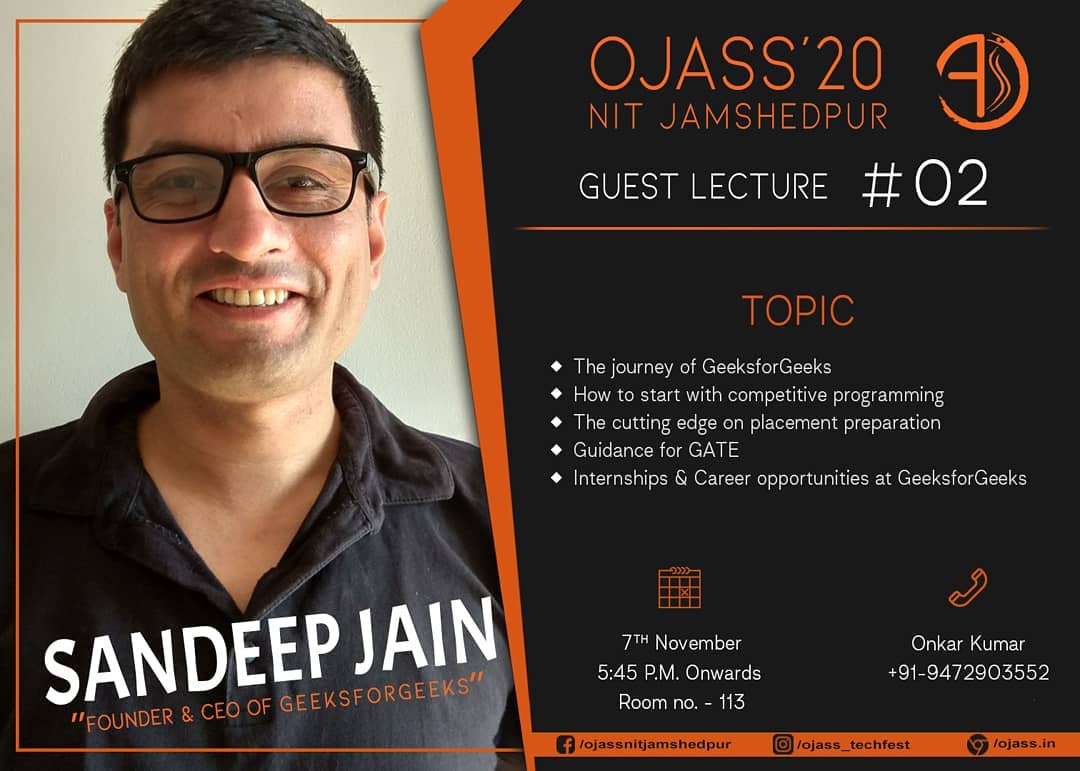 OJASS'20
NIT JAMSHEDPUR
GUEST LECTURE #02
TOPIC
The journey of GeeksforGeeks
How to start with competitive programming
The cutting edge on placement preparation
Guidance for GATE
Internships & Career opportunities at GeeksforGeeks
7TH November
5:45 P.M. Onwards
Room no. - 113
Onkar Kumar
+91-9472903552
SANDEEP JAIN
"FOUNDER & CEO OF GEEKSFORGEEKS"
/ojassnitjamshedpur
/ojass_techfest
/ojass.in